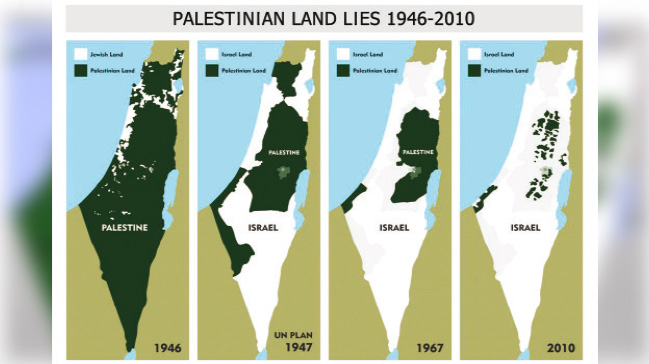 PALESTINIAN LAND LIES 1946-2010
Jewish Land
Palestinian Land
PALESTINE
1946
Israel Land
Palestinian Land
PALESTINE
ISRAEL
UN PLAN
1947
Israel Land
Palestinian Land
PALESTINE
ISRAEL
1967
Israel Land
Palestinian Land
ISRAEL
2010